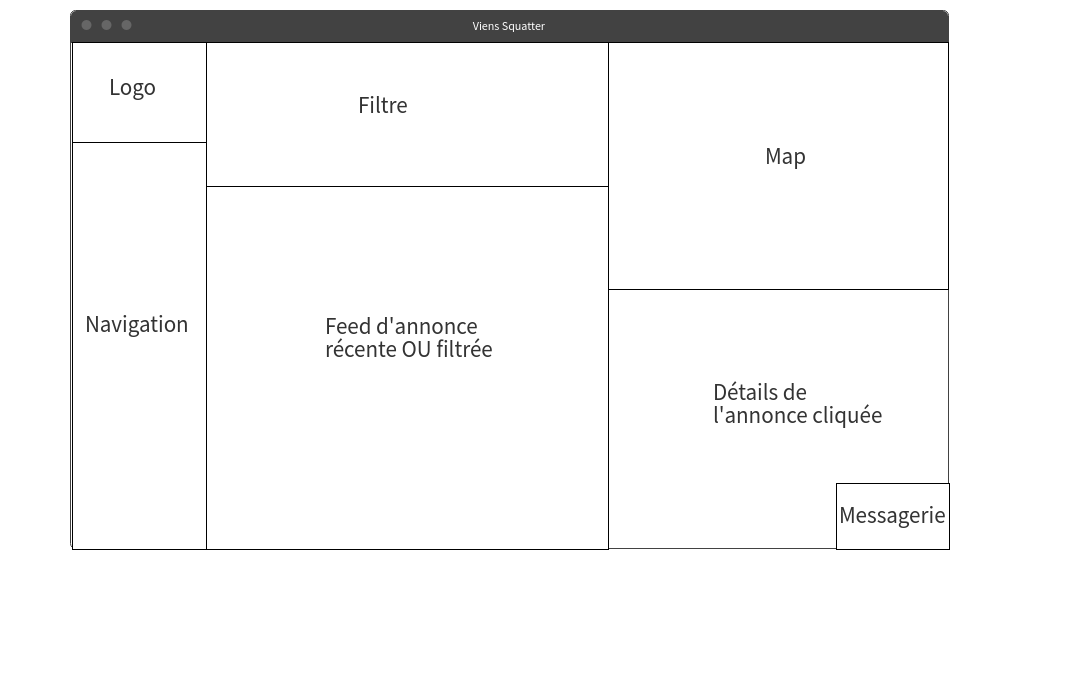 Viens Squatter
Logo
Filtre
Map
Navigation
Feed d'annonce
récente OU filtrée
Détails de
l'annonce cliquée
Messagerie